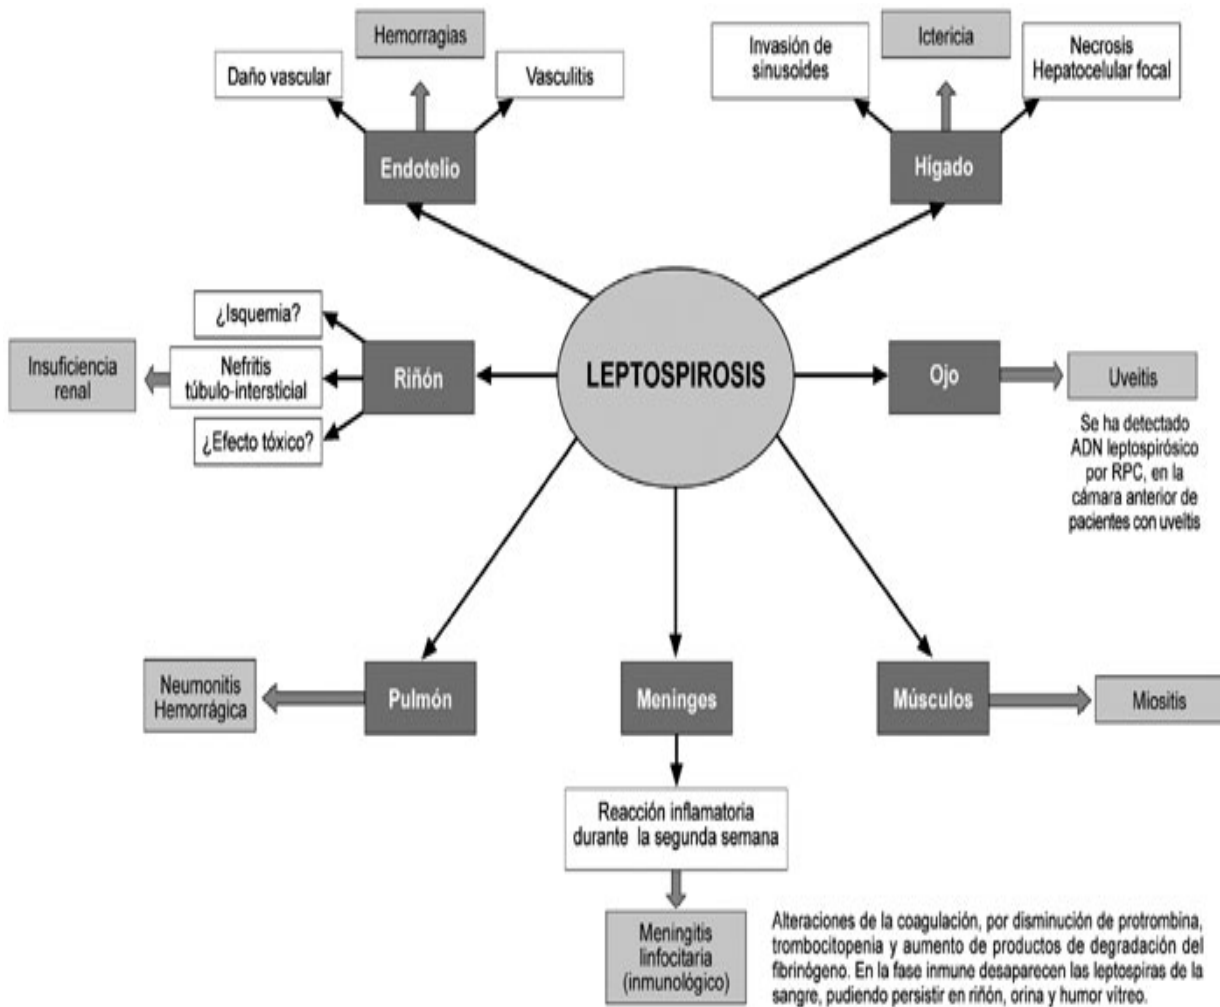 Hemorragias
Daño vascular
Vasculitis
Endotelio
Invasión de
sinusoides
Ictericia
Necrosis
Hepatocelular focal
Hígado
LEPTOSPIROSIS
¿Isquemia?
Insuficiencia
renal
Nefritis
túbulo-intersticial
¿Efecto tóxico?
Riñón
Ojo
Uveitis
Se ha detectado
ADN leptospirósico
por RPC, en la
cámara anterior de
pacientes con uveítis
Neumonitis
Hemorrágica
Pulmón
Meninges
Músculos
Miositis
Reacción inflamatoria
durante la segunda semana
Meningitis
linfocitaria
(inmunológico)
Alteraciones de la coagulación, por disminución de protrombina,
trombocitopenia y aumento de productos de degradación del
fibrinógeno. En la fase inmune desaparecen las leptospiras de la
sangre, pudiendo persistir en riñón, orina y humor vítreo.